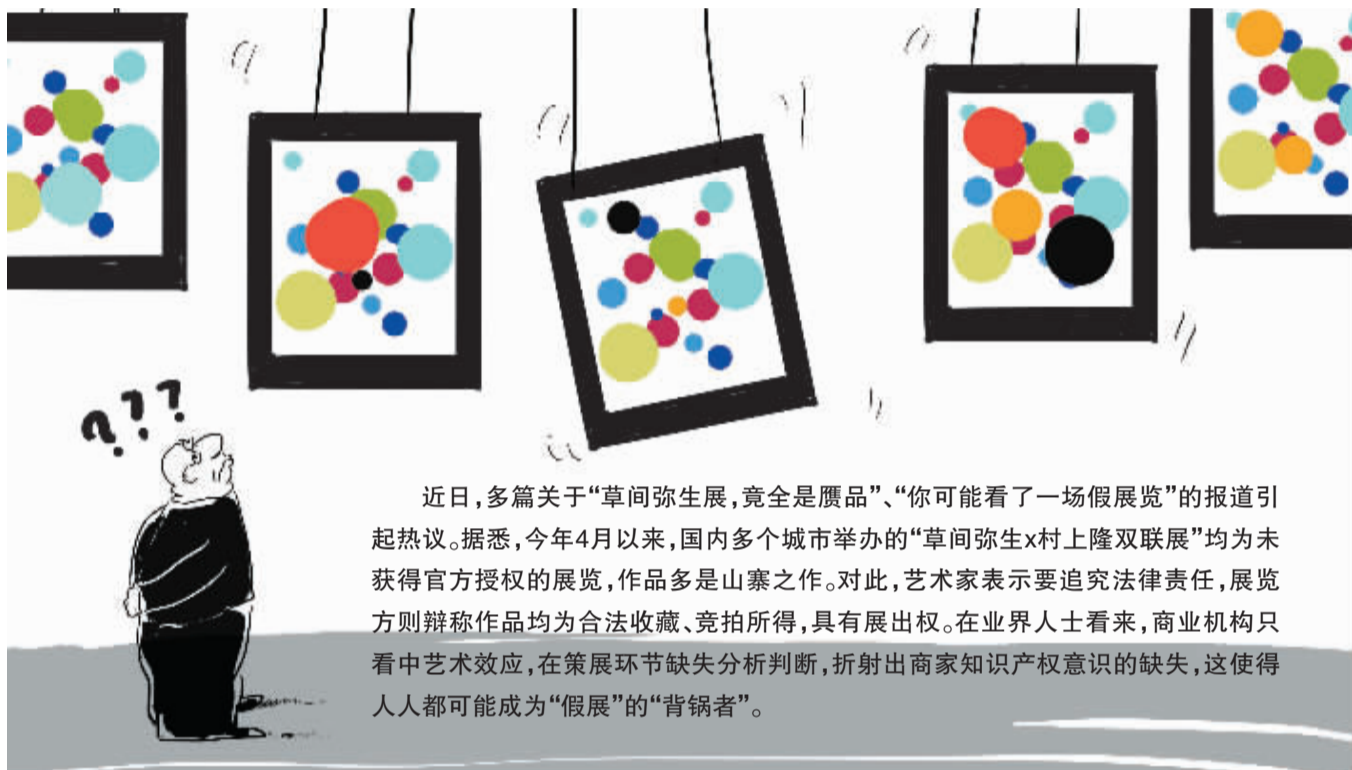 ???
近日,多篇关于“草间弥生展,竟全是赝品”、“你可能看了一场假展览”的报道引
起热议。据悉,今年4月以来,国内多个城市举办的“草间弥生x村上隆双联展”均为未
获得官方授权的展览,作品多是山寨之作。对此,艺术家表示要追究法律责任,展览
方则辩称作品均为合法收藏、竞拍所得,具有展出权。在业界人士看来,商业机构只
看中艺术效应,在策展环节缺失分析判断,折射出商家知识产权意识的缺失,这使得
人人都可能成为“假展”的“背锅者”。